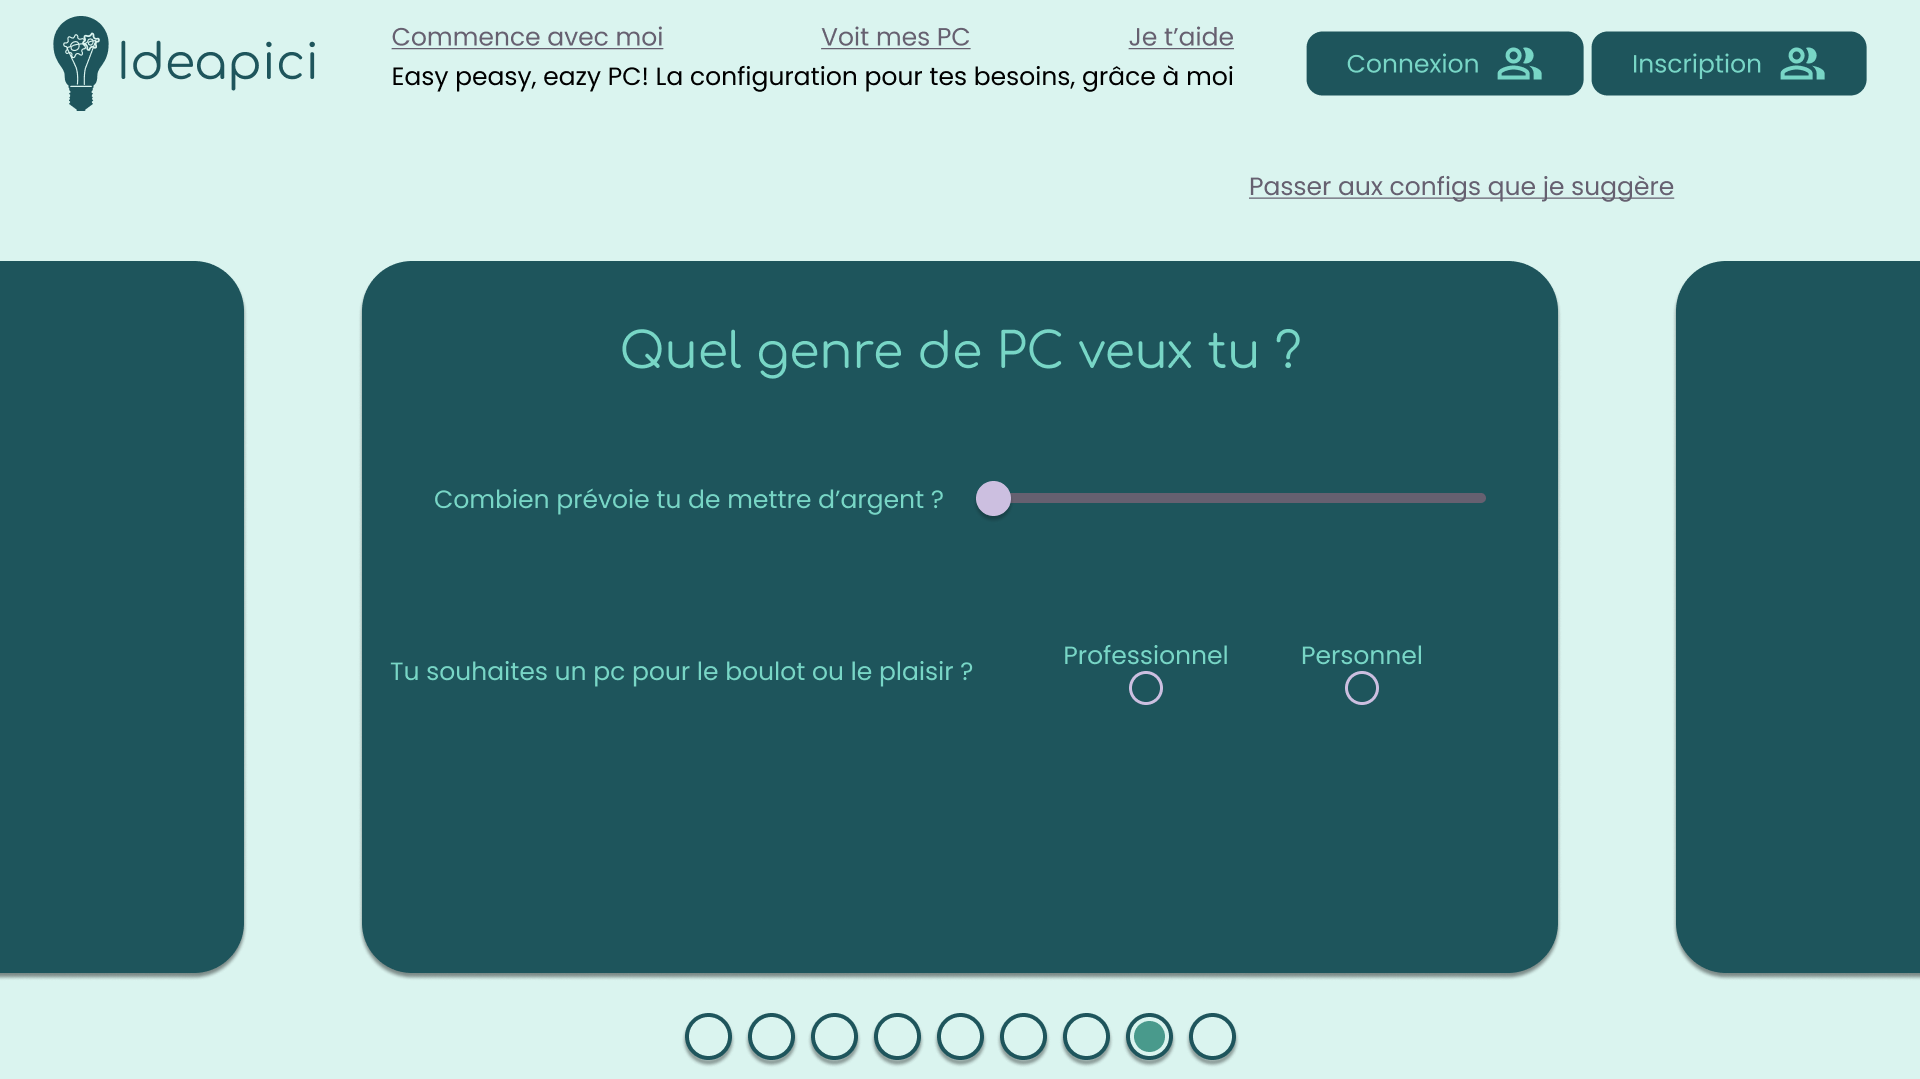 Ideapici
Commence avec moi
Voit mes PC
Je t’aide
Easy peasy, eazy PC! La configuration pour tes besoins, grâce à moi
Connexion
Inscription
Passer aux configs que je suggère
Quel genre de PC veux tu ?
Combien prévoie tu de mettre d’argent ?
Tu souhaites un pc pour le boulot ou le plaisir ?
Professionnel
Personnel